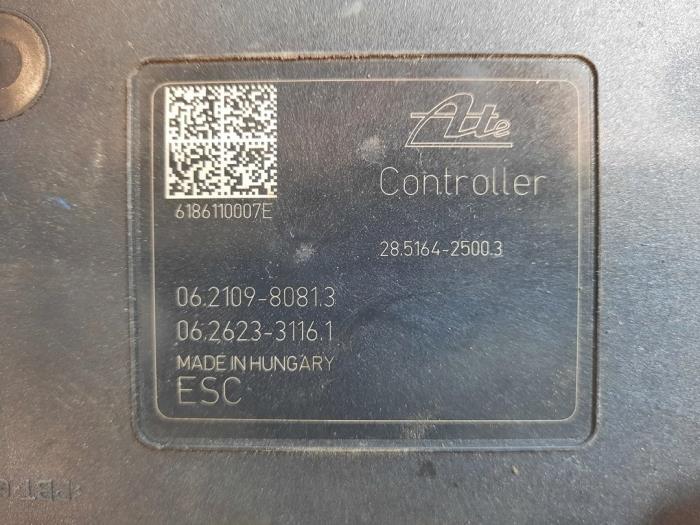 Ate
Controller
6186110007E
28.5164-2500.3
06.2109-8081.3
06.2623-3116.1
MADE IN HUNGARY
ESC